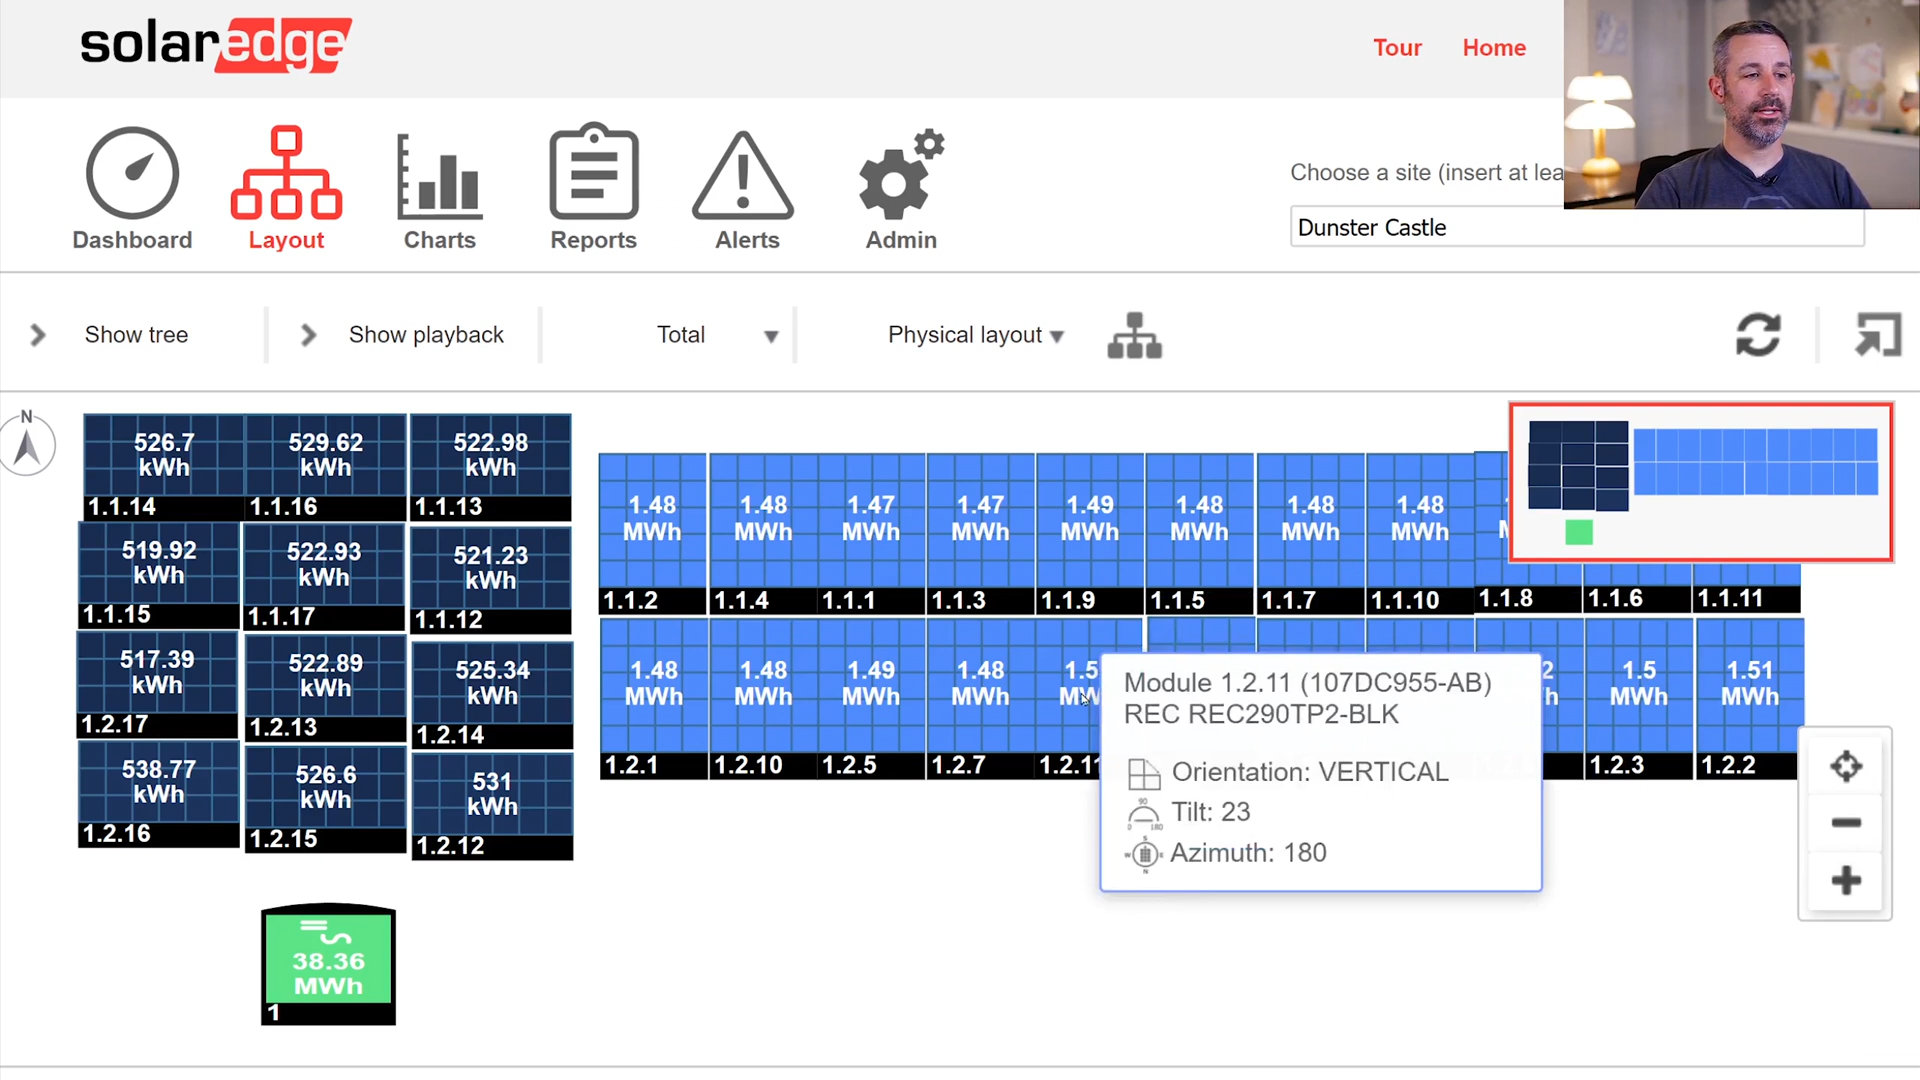 solaredge
Tour
Home
Dashboard
Layout
Charts
Reports
Alerts
Admin
Choose a site (insert at lea
Dunster Castle
Show tree
Show playback
Total
Physical layout
N
526.7
kWh
1.1.14
529.62
kWh
1.1.16
522.98
kWh
1.1.13
519.92
kWh
1.1.15
522.93
kWh
1.1.17
521.23
kWh
1.1.12
517.39
kWh
1.2.17
522.89
kWh
1.2.13
525.34
kWh
1.2.14
538.77
kWh
1.2.16
526.6
kWh
1.2.15
531
kWh
1.2.12
1.48
MWh
1.1.2
1.48
MWh
1.1.4
1.47
MWh
1.1.1
1.47
MWh
1.1.3
1.49
MWh
1.1.9
1.48
MWh
1.1.5
1.48
MWh
1.1.7
1.48
MWh
1.1.10
1.1.8
1.1.6
1.1.11
1.48
MWh
1.2.1
1.48
MWh
1.2.10
1.49
MWh
1.2.5
1.48
MWh
1.2.7
1.5
MW
1.2.11
1.5
MWh
1.2.3
1.51
MWh
1.2.2
Module 1.2.11 (107DC955-AB)
REC REC290TP2-BLK
Orientation: VERTICAL
Tilt: 23
Azimuth: 180
38.36
MWh
1